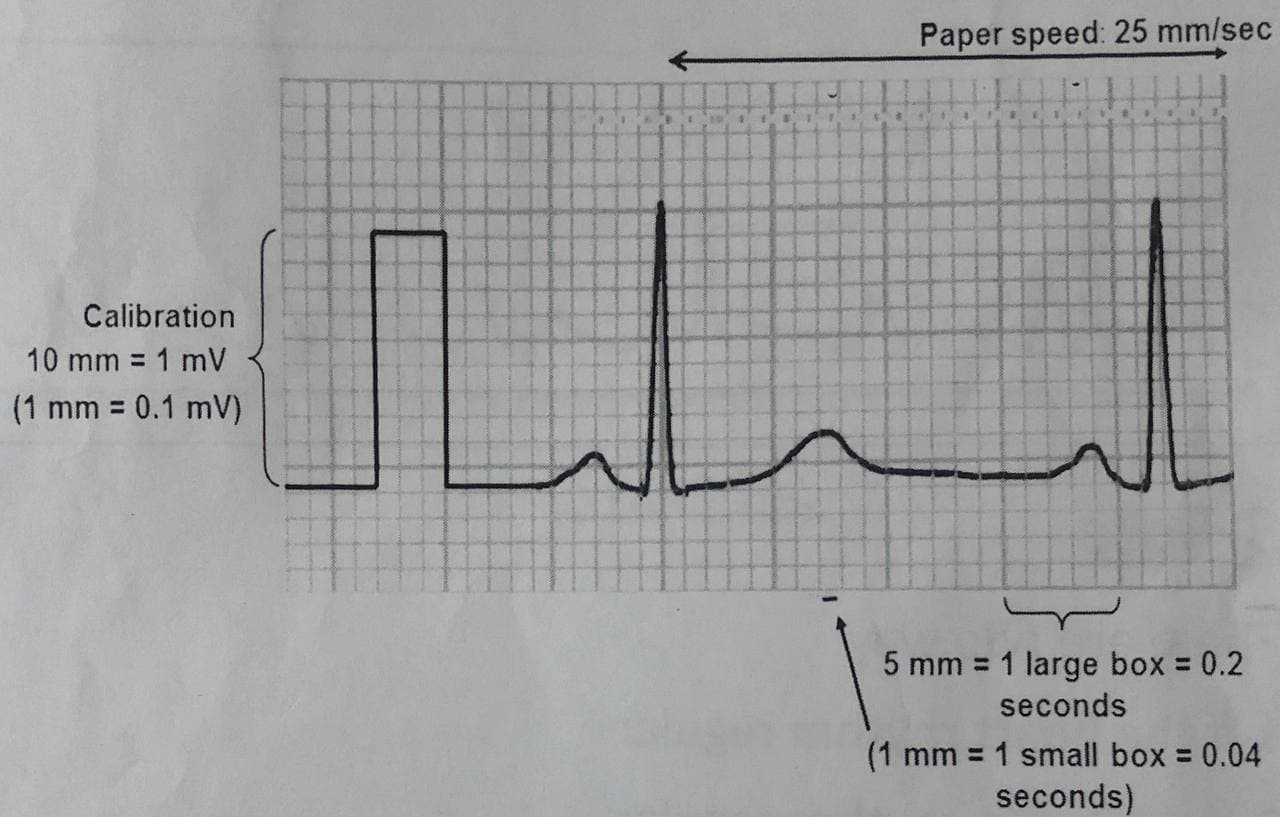 Paper speed: 25 mm/sec
Calibration
10 mm = 1 mV
(1 mm = 0.1 mV)
5 mm = 1 large box = 0.2
seconds
(1 mm = 1 small box = 0.04
seconds)